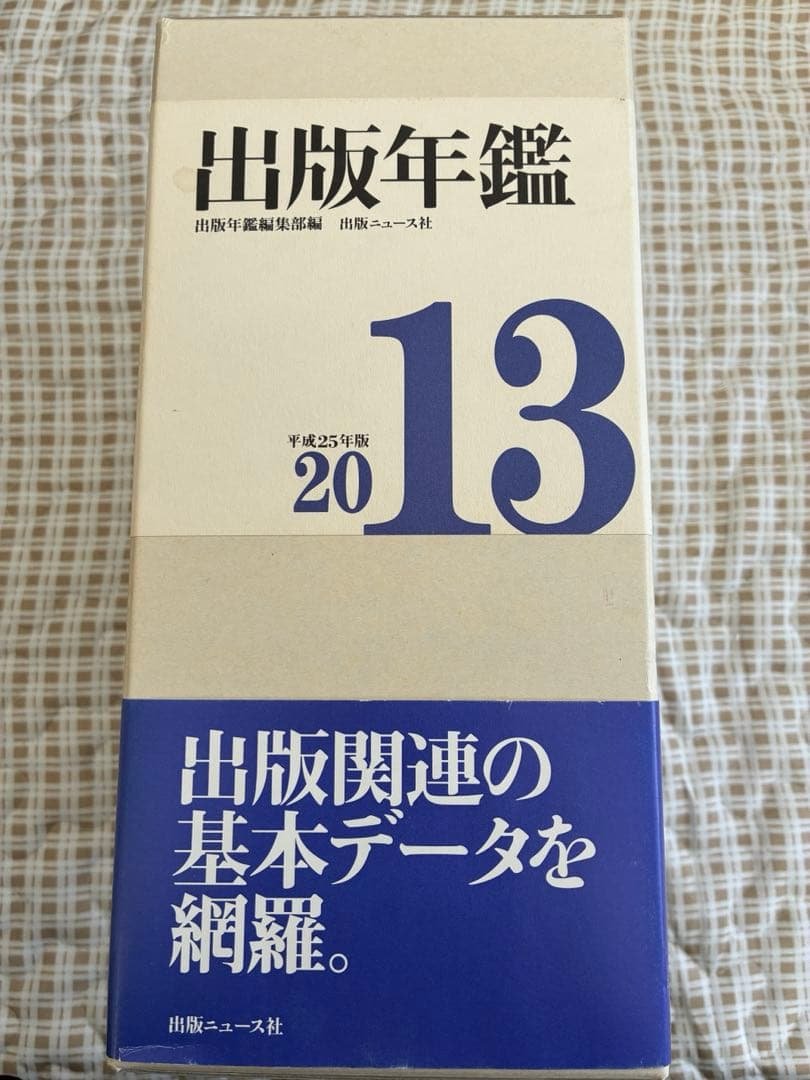 出版年鑑
出版年鑑編集部編　出版ニュース社
平成25年版
2013
出版関連の
基本データを
網羅。
出版ニュース社